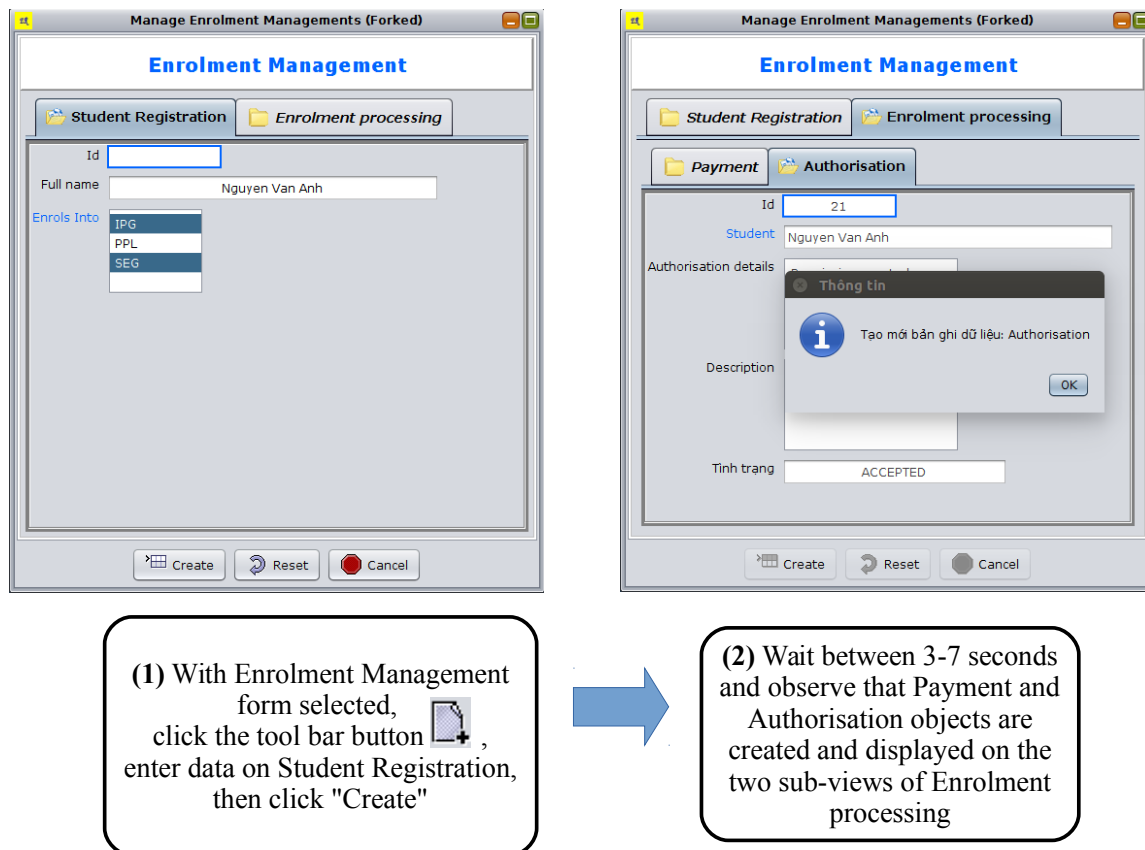 Manage Enrolment Managements (Forked)
Enrolment Management
Student Registration
Enrolment processing
Id
Full name
Nguyen Van Anh
Enrols Into
IPG
PPL
SEG
Create
Reset
Cancel
Manage Enrolment Managements (Forked)
Enrolment Management
Student Registration
Enrolment processing
Payment
Authorisation
Id
21
Student
Nguyen Van Anh
Authorisation details
Thông tin
Tạo mới bản ghi dữ liệu: Authorisation
OK
Description
Tình trạng
ACCEPTED
Create
Reset
Cancel
(1) With Enrolment Management
form selected,
click the tool bar button ,
enter data on Student Registration,
then click "Create"
(2) Wait between 3-7 seconds
and observe that Payment and
Authorisation objects are
created and displayed on the
two sub-views of Enrolment
processing